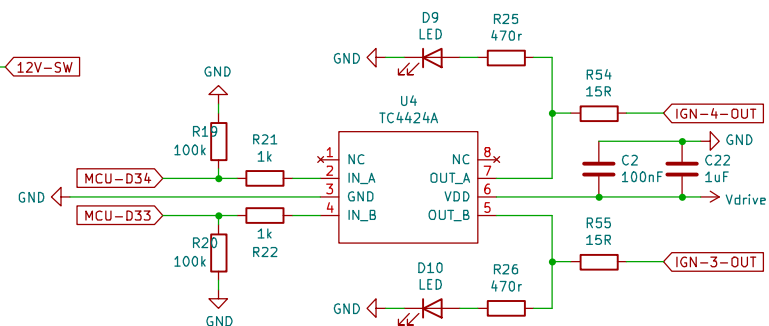 D9
LED
R25
470r
GND
12V-SW
GND
R54
15R
U4
TC4424A
IGN-4-OUT
R19
100k
R21
1k
1
NC
NC
8
GND
C2
100nF
C22
1uF
MCU-D34
2
IN_A
OUT_A
7
GND
3
GND
VDD
6
Vdrive
MCU-D33
4
IN_B
OUT_B
5
R20
100k
1k
R22
R55
15R
IGN-3-OUT
D10
LED
R26
470r
GND
GND